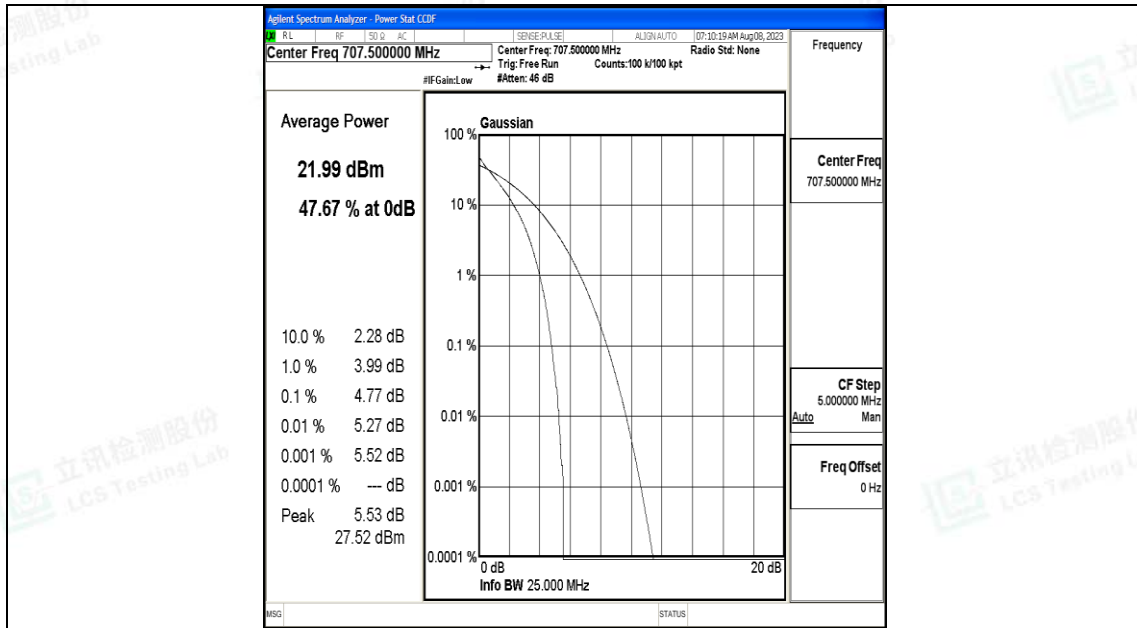 Agilent Spectrum Analyzer - Power Stat CCDF
RL RF 50 Ω AC SENSE:PULSE ALIGN AUTO 07:10:19 AM Aug 08, 2023
Center Freq 707.500000 MHz
Center Freq: 707.500000 MHz Radio Std: None
Trig: Free Run Counts:100 k/100 kpt
#IFGain:Low #Atten: 46 dB
Frequency
Average Power
21.99 dBm
47.67 % at 0dB
10.0 % 2.28 dB
1.0 % 3.99 dB
0.1 % 4.77 dB
0.01 % 5.27 dB
0.001 % 5.52 dB
0.0001 % --- dB
Peak 5.53 dB
27.52 dBm
Gaussian
100 %
10 %
1 %
0.1 %
0.01 %
0.001 %
0.0001 %
0 dB 20 dB
Info BW 25.000 MHz
Center Freq
707.500000 MHz
CF Step
5.000000 MHz
Auto Man
Freq Offset
0 Hz
MSG STATUS
立讯检测股份
LCS Testing Lab
立讯检测股份